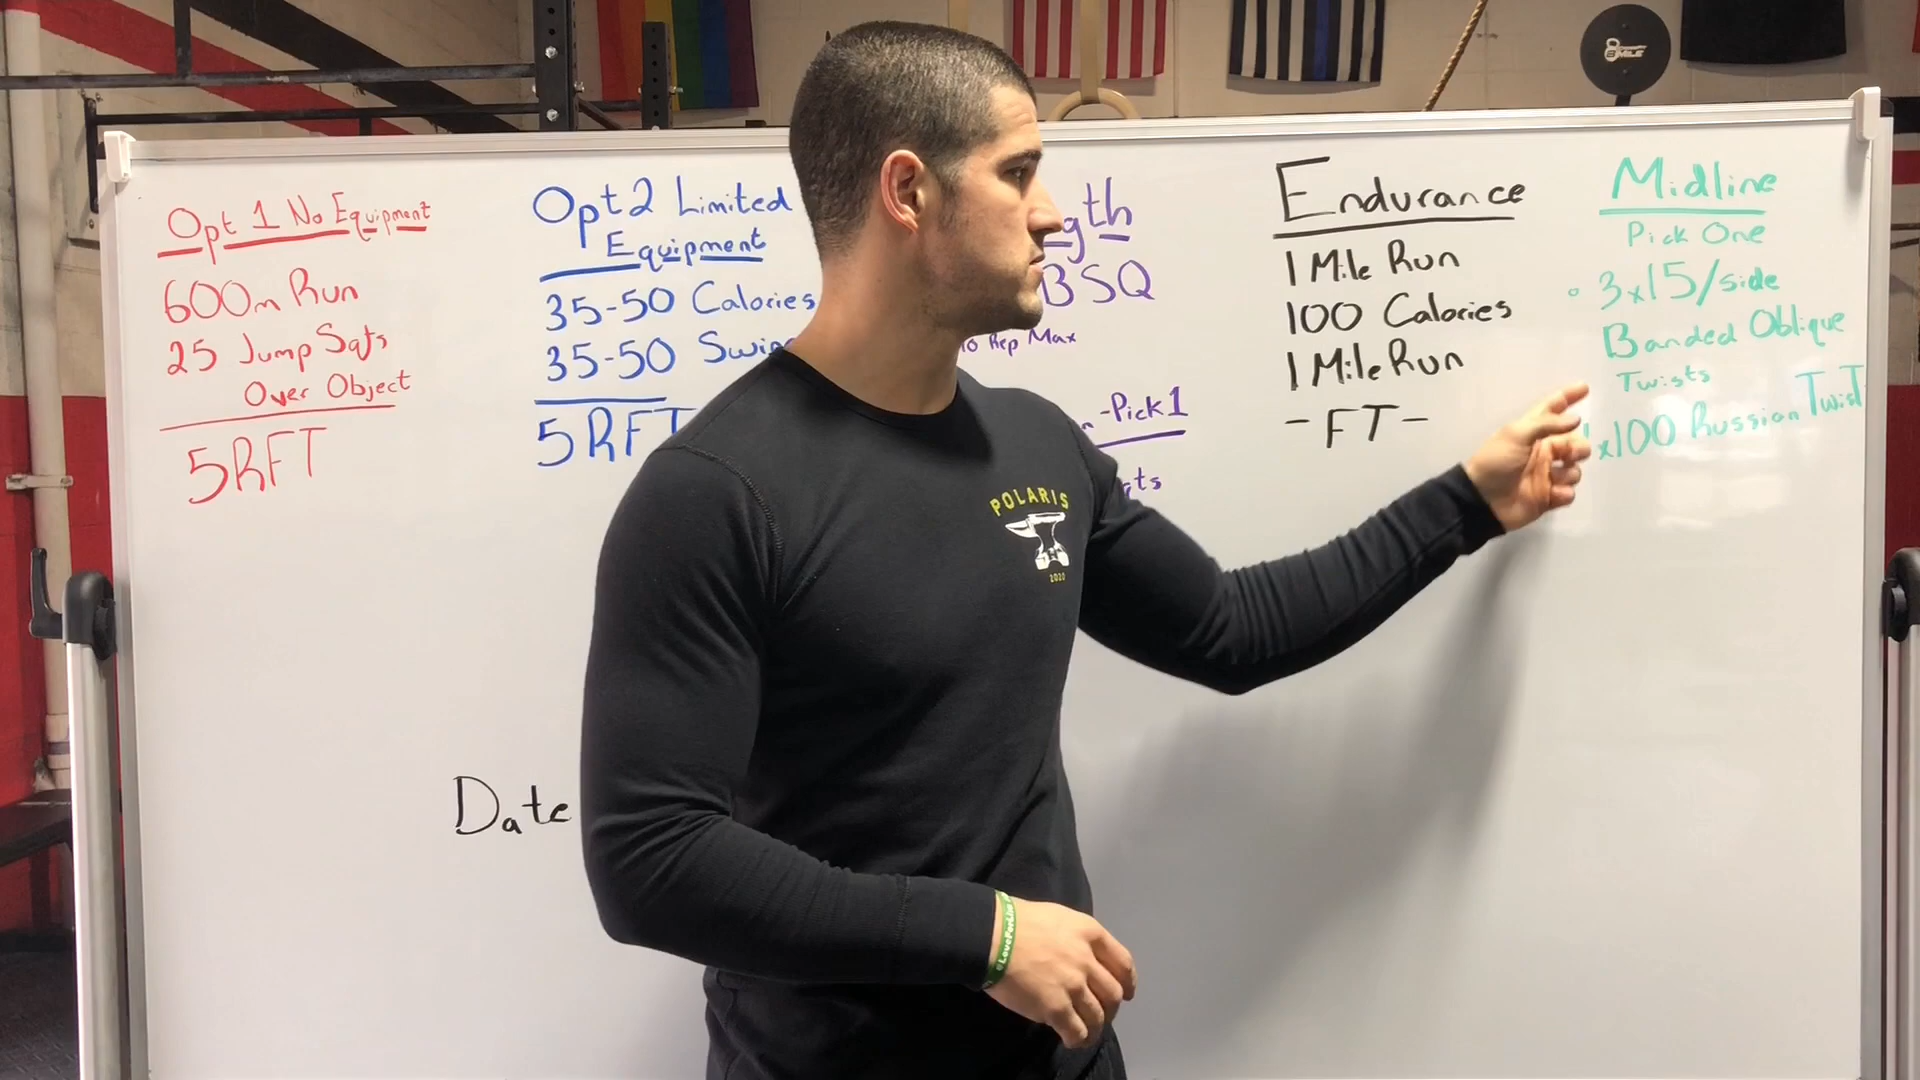 Opt 1 No Equipment
600m Run
25 Jump Sqts
Over Object
5RFT
Opt 2 Limited
Equipment
35-50 Calories
35-50
5RFT
BSQ
10 Rep Max
-Pick 1
Endurance
1 Mile Run
100 Calories
1 Mile Run
-FT-
Midline
Pick One
3x15/side
Banded Oblique
Twists
x100 Russian Twist
Date
POLARIS
2020